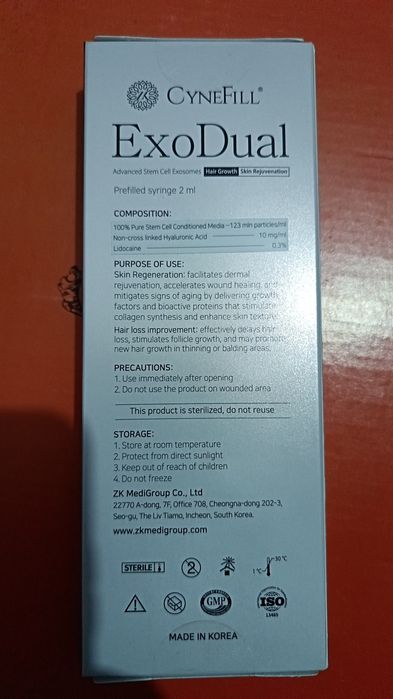 CYNEFILL®
ExoDual
Advanced Stem Cell Exosomes Hair Growth Skin Rejuvenation
Prefilled syringe 2 ml
COMPOSITION:
100% Pure Stem Cell Conditioned Media 123 mln particles/ml
Non-cross linked Hyaluronic Acid 10 mg/ml
Lidocaine 0.3%
PURPOSE OF USE:
Skin Regeneration: facilitates dermal
rejuvenation, accelerates wound healing, and
mitigates signs of aging by delivering growth
factors and bioactive proteins that stimulate
collagen synthesis and enhance skin texture.
Hair loss improvement: effectively delays hair
loss, stimulates follicle growth, and may promote
new hair growth in thinning or balding areas.
PRECAUTIONS:
1. Use immediately after opening
2. Do not use the product on wounded area
This product is sterilized, do not reuse
STORAGE:
1. Store at room temperature
2. Protect from direct sunlight
3. Keep out of reach of children
4. Do not freeze
ZK MediGroup Co., Ltd
22770 A-dong, 7F, Office 708, Cheongna-dong 202-3,
Seo-gu, The Liv Tiamo, Incheon, South Korea.
www.zkmedigroup.com
STERILE 2 1°C 30°C
GMP ISO
13485
MADE IN KOREA